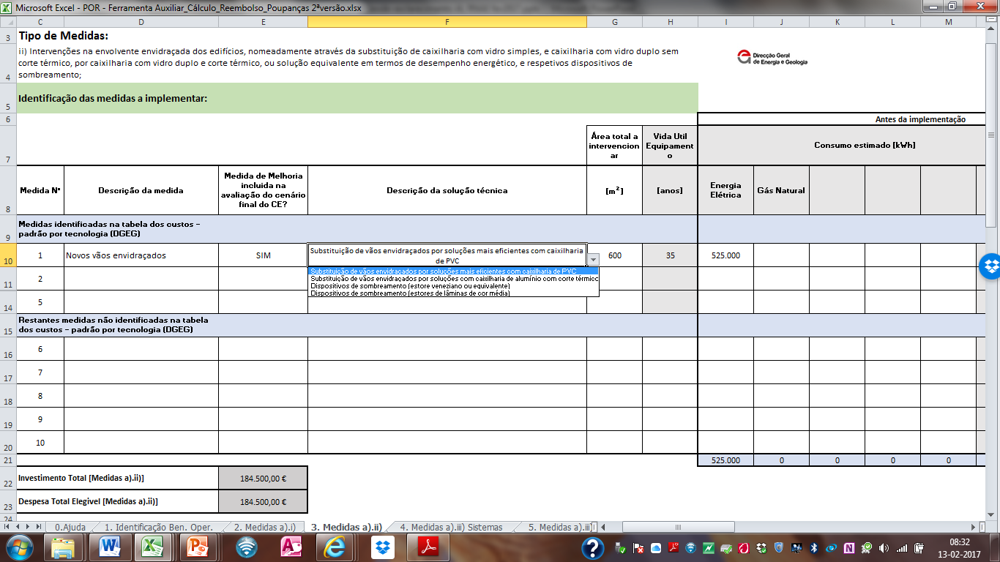 Microsoft Excel - POR - Ferramenta Auxiliar_Cálculo_Reembolso_Poupanças 2ªversão.xlsx
C D E F G H I J K L M
3 Tipo de Medidas:
ii) Intervenções na envolvente envidraçada dos edifícios, nomeadamente através da substituição de caixilharia com vidro simples, e caixilharia com vidro duplo sem
corte térmico, por caixilharia com vidro duplo e corte térmico, ou solução equivalente em termos de desempenho energético, e respetivos dispositivos de
4 sombreamento;
Direcção Geral
de Energia e Geologia
5 Identificação das medidas a implementar:
6 Antes da implementação
7
Área total a
intervencion
ar
Vida Util
Equipament
o
Consumo estimado [kWh]
8
Medida Nº
Descrição da medida
Medida de Melhoria
incluida na
avaliação do cenário
final do CE?
Descrição da solução técnica
[m²]
[anos]
Energia
Elétrica
Gás Natural
Medidas identificadas na tabela dos custos –
9 padrão por tecnologia (DGEG)
10 1 Novos vãos envidraçados SIM
Substituição de vãos envidraçados por soluções mais eficientes com caixilharia
de PVC
600 35 525.000
Substituição de vãos envidraçados por soluções mais eficientes com caixilharia de PVC
Substituição de vãos envidraçados por soluções com caixilharia de alumínio com corte térmico
Dispositivos de sombreamento (estore veneziano ou equivalente)
Dispositivos de sombreamento (estores de lâminas de cor média)
11 2
14 5
Restantes medidas não identificadas na tabela
15 dos custos – padrão por tecnologia (DGEG)
16 6
17 7
18 8
19 9
20 10
21 525.000 0 0 0 0
22 Investimento Total [Medidas a).ii)] 184.500,00 €
23 Despesa Total Elegivel [Medidas a).ii)] 184.500,00 €
24
0.Ajuda 1. Identificação Ben. Oper. 2. Medidas a).i) 3. Medidas a).ii) 4. Medidas a).iii) Sistemas 5. Medidas a).iii)
08:32
13-02-2017